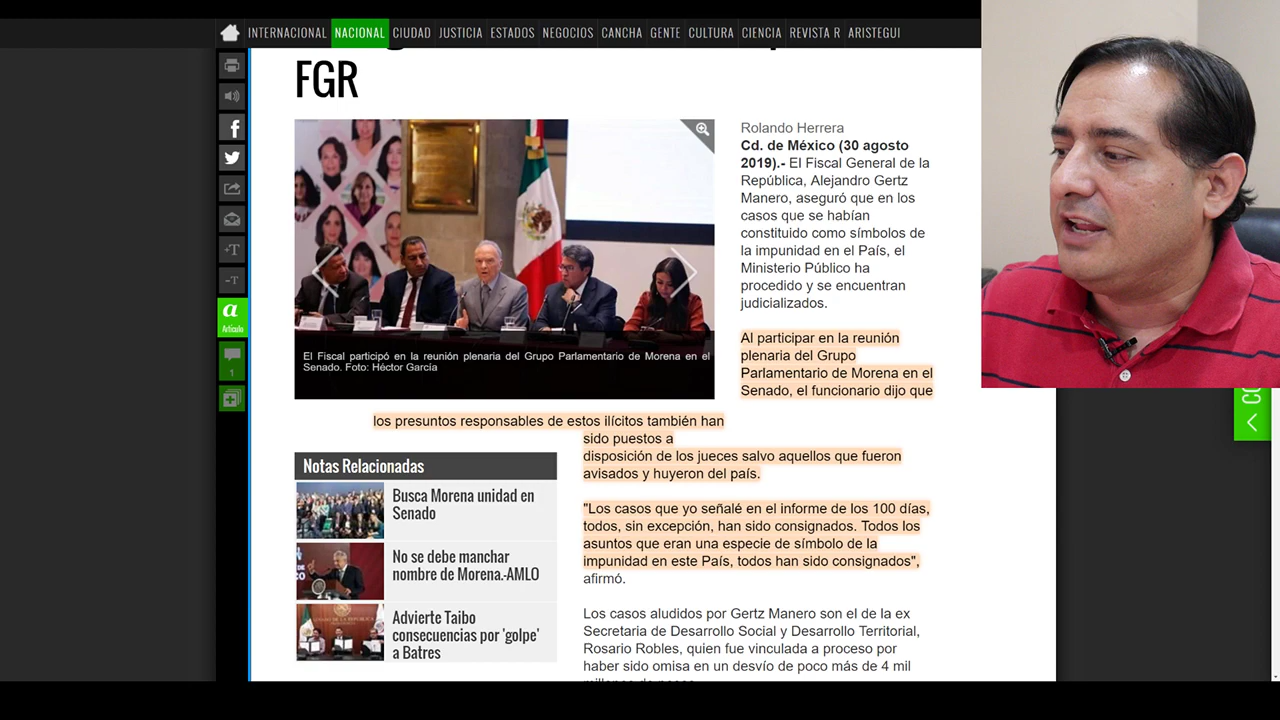 INTERNACIONAL NACIONAL CIUDAD JUSTICIA ESTADOS NEGOCIOS CANCHA GENTE CULTURA CIENCIA REVISTA R ARISTEGUI
FGR
Rolando Herrera
Cd. de México (30 agosto
2019).- El Fiscal General de la
República, Alejandro Gertz
Manero, aseguró que en los
casos que se habían
constituido como símbolos de
la impunidad en el País, el
Ministerio Público ha
procedido y se encuentran
judicializados.
Al participar en la reunión
plenaria del Grupo
Parlamentario de Morena en el
Senado, el funcionario dijo que
los presuntos responsables de estos ilícitos también han
sido puestos a
disposición de los jueces salvo aquellos que fueron
avisados y huyeron del país.
"Los casos que yo señalé en el informe de los 100 días,
todos, sin excepción, han sido consignados. Todos los
asuntos que eran una especie de símbolo de la
impunidad en este País, todos han sido consignados",
afirmó.
Los casos aludidos por Gertz Manero son el de la ex
Secretaria de Desarrollo Social y Desarrollo Territorial,
Rosario Robles, quien fue vinculada a proceso por
haber sido omisa en un desvío de poco más de 4 mil
El Fiscal participó en la reunión plenaria del Grupo Parlamentario de Morena en el
Senado. Foto: Héctor García
Notas Relacionadas
Busca Morena unidad en
Senado
No se debe manchar
nombre de Morena.-AMLO
Advierte Taibo
consecuencias por 'golpe'
a Batres
+T
-T
a
Artículo
1
CO